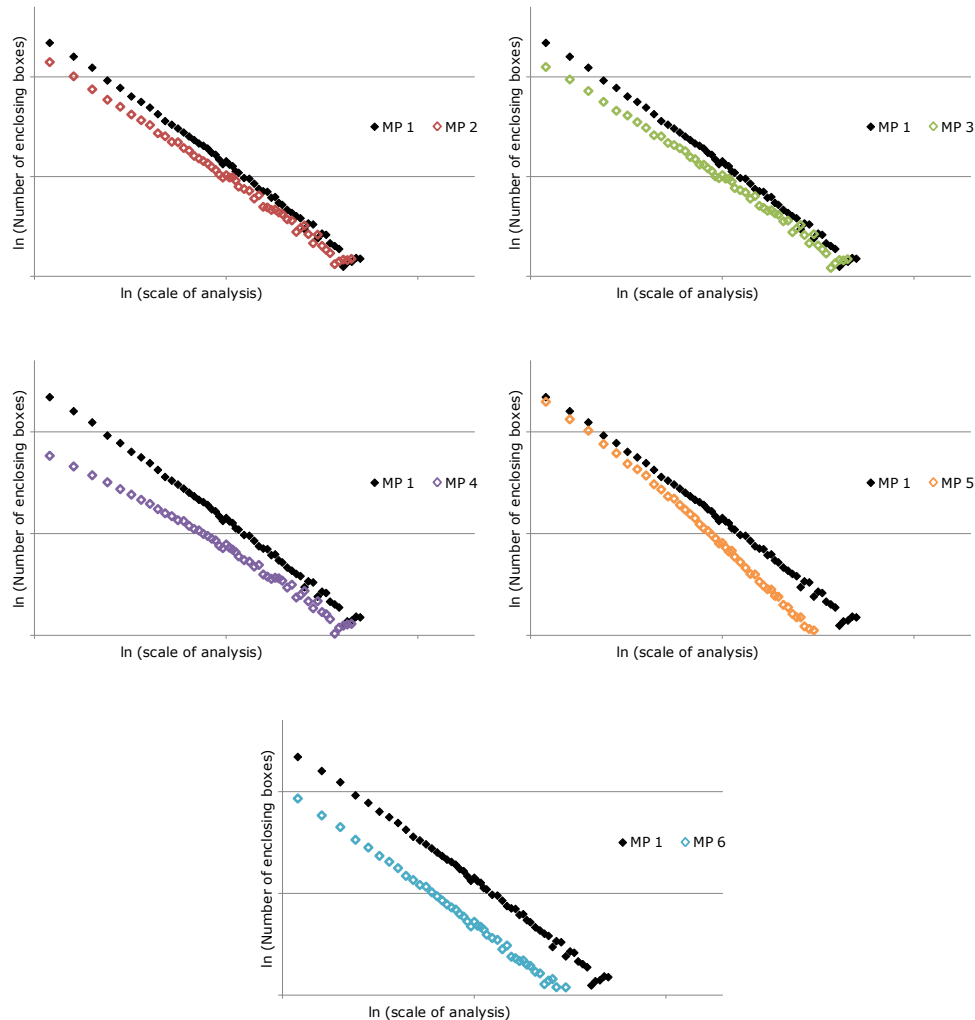 ln (Number of enclosing boxes)
MP 1 MP 2
ln (scale of analysis)
ln (Number of enclosing boxes)
MP 1 MP 3
ln (scale of analysis)
ln (Number of enclosing boxes)
MP 1 MP 4
ln (scale of analysis)
ln (Number of enclosing boxes)
MP 1 MP 5
ln (scale of analysis)
ln (Number of enclosing boxes)
MP 1 MP 6
ln (scale of analysis)